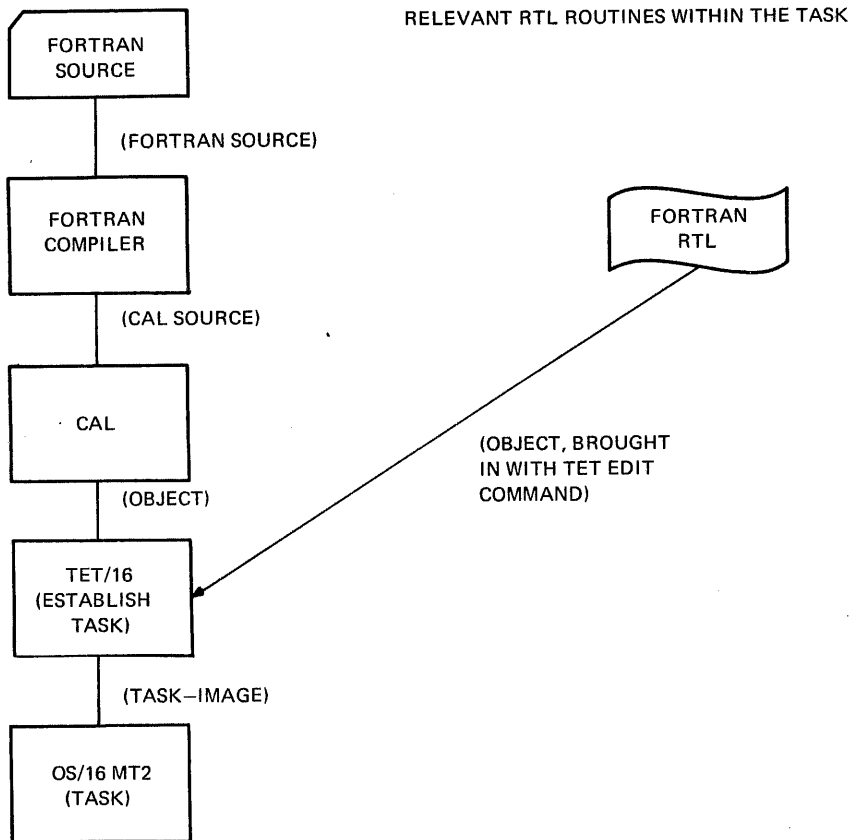 RELEVANT RTL ROUTINES WITHIN THE TASK
FORTRAN
SOURCE
(FORTRAN SOURCE)
FORTRAN
COMPILER
FORTRAN
RTL
(CAL SOURCE)
CAL
(OBJECT, BROUGHT
IN WITH TET EDIT
COMMAND)
(OBJECT)
TET/16
(ESTABLISH
TASK)
(TASK–IMAGE)
OS/16 MT2
(TASK)